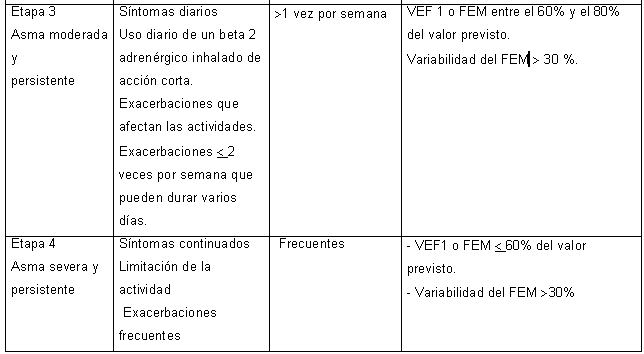 Etapa 3
Asma moderada
y
persistente
Síntomas diarios
Uso diario de un beta 2
adrenérgico inhalado de
acción corta.
Exacerbaciones que
afectan las actividades.
Exacerbaciones < 2
veces por semana que
pueden durar varios
días.
>1 vez por semana
VEF 1 o FEM entre el 60% y el 80%
del valor previsto.
Variabilidad del FEM > 30 %.
Etapa 4
Asma severa y
persistente
Síntomas continuados
Limitación de la
actividad
Exacerbaciones
frecuentes
Frecuentes
- VEF1 o FEM < 60% del valor
previsto.
- Variabilidad del FEM >30%